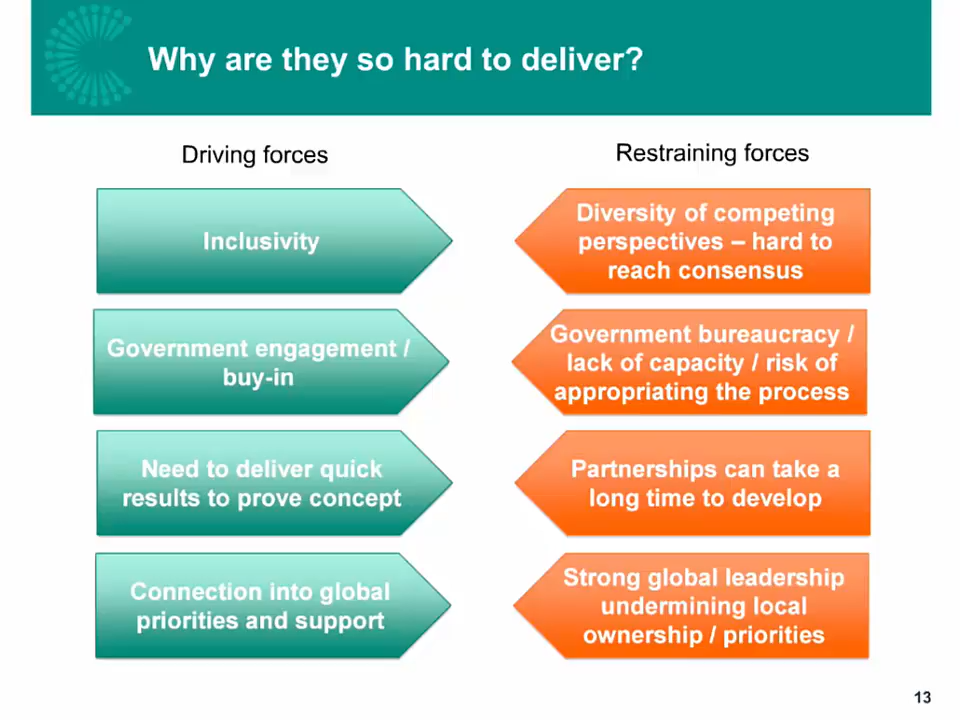 Why are they so hard to deliver?
Driving forces
Restraining forces
Inclusivity
Diversity of competing
perspectives – hard to
reach consensus
Government engagement /
buy-in
Government bureaucracy /
lack of capacity / risk of
appropriating the process
Need to deliver quick
results to prove concept
Partnerships can take a
long time to develop
Connection into global
priorities and support
Strong global leadership
undermining local
ownership / priorities
13